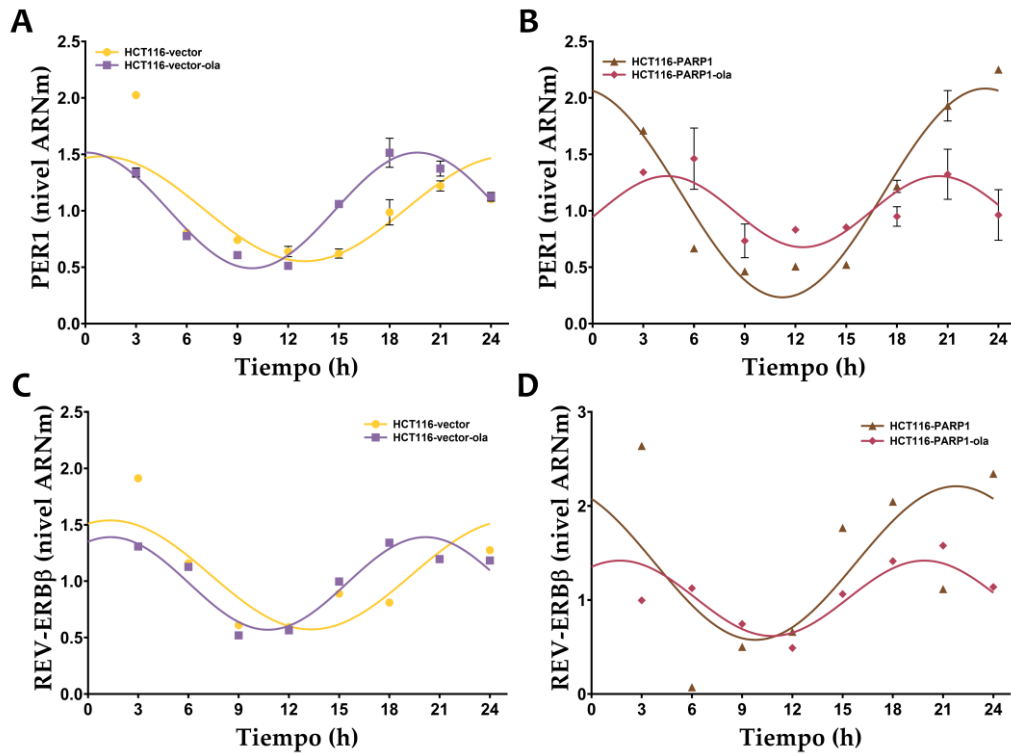 A
PER1 (nivel ARNm)
2.5
2.0
1.5
1.0
0.5
0.0
HCT116-vector
HCT116-vector-ola
0 3 6 9 12 15 18 21 24
Tiempo (h)
B
PER1 (nivel ARNm)
2.5
2.0
1.5
1.0
0.5
0.0
HCT116-PARP1
HCT116-PARP1-ola
0 3 6 9 12 15 18 21 24
Tiempo (h)
C
REV-ERBβ (nivel ARNm)
2.5
2.0
1.5
1.0
0.5
0.0
HCT116-vector
HCT116-vector-ola
0 3 6 9 12 15 18 21 24
Tiempo (h)
D
REV-ERBβ (nivel ARNm)
3
2
1
0
HCT116-PARP1
HCT116-PARP1-ola
0 3 6 9 12 15 18 21 24
Tiempo (h)